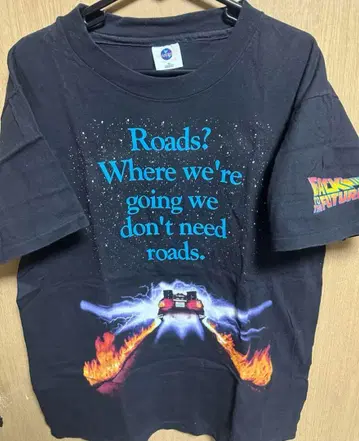 Roads?
Where we're
going we
don't need
roads.
BACK
TO THE
FUTURE